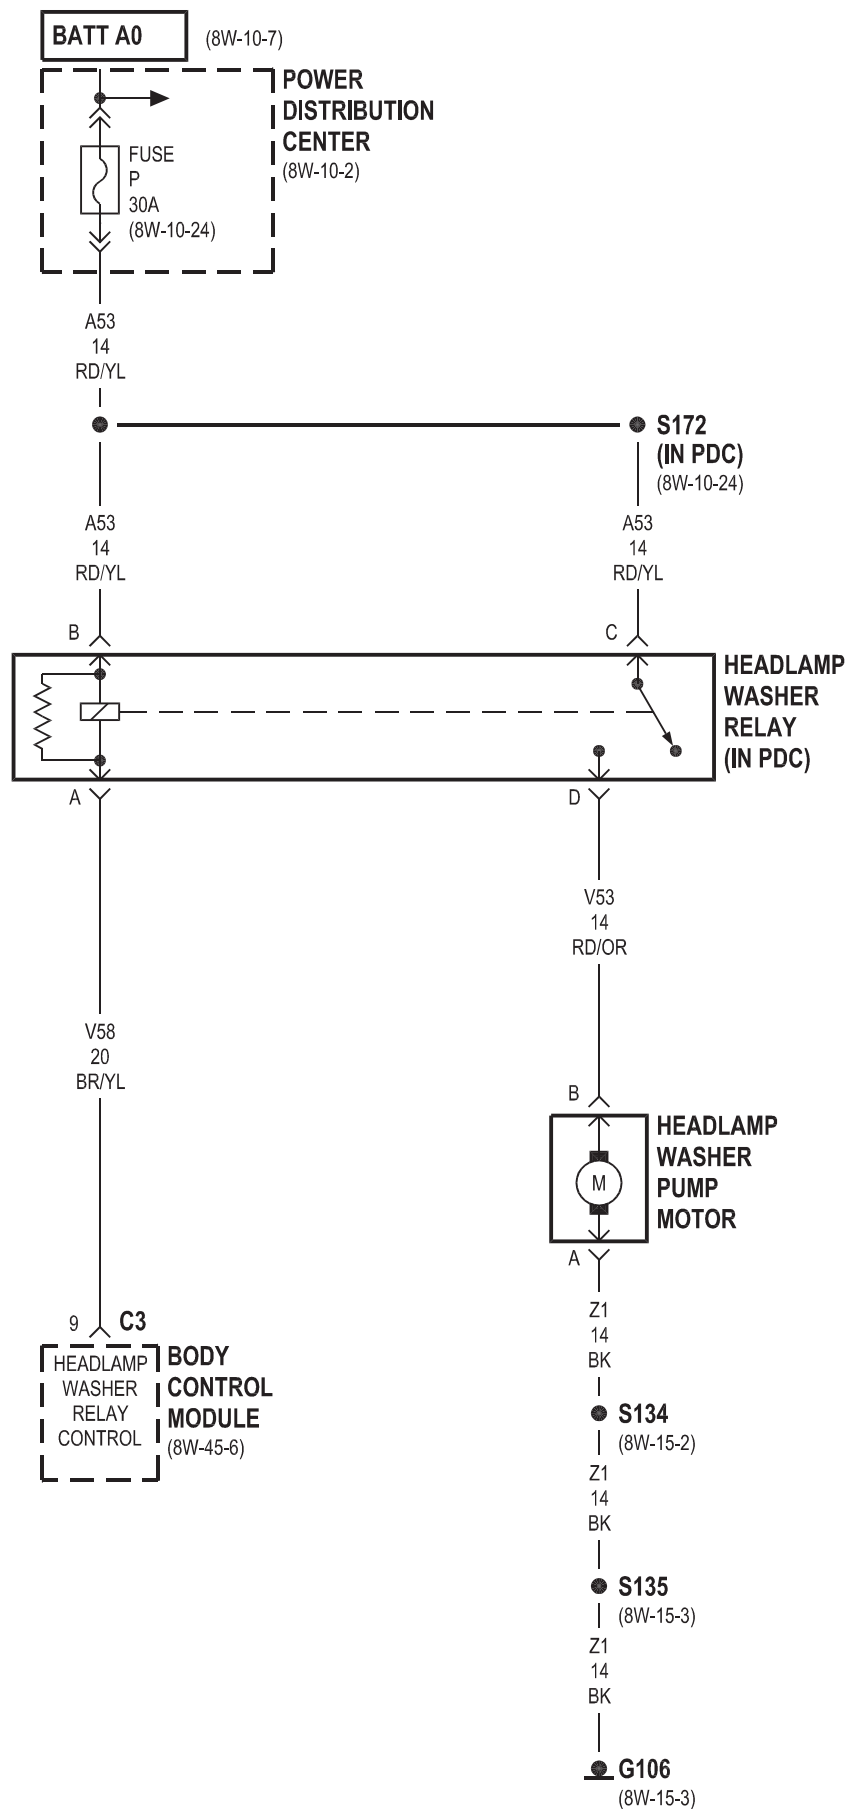 BATT A0 (8W-10-7)
POWER
DISTRIBUTION
CENTER
(8W-10-2)
FUSE
P
30A
(8W-10-24)
A53
14
RD/YL
S172
(IN PDC)
(8W-10-24)
A53
14
RD/YL
A53
14
RD/YL
B
C
HEADLAMP
WASHER
RELAY
(IN PDC)
A
D
V53
14
RD/OR
V58
20
BR/YL
B
HEADLAMP
WASHER
PUMP
MOTOR
M
A
Z1
14
BK
9 C3
HEADLAMP
WASHER
RELAY
CONTROL
BODY
CONTROL
MODULE
(8W-45-6)
S134
(8W-15-2)
Z1
14
BK
S135
(8W-15-3)
Z1
14
BK
G106
(8W-15-3)